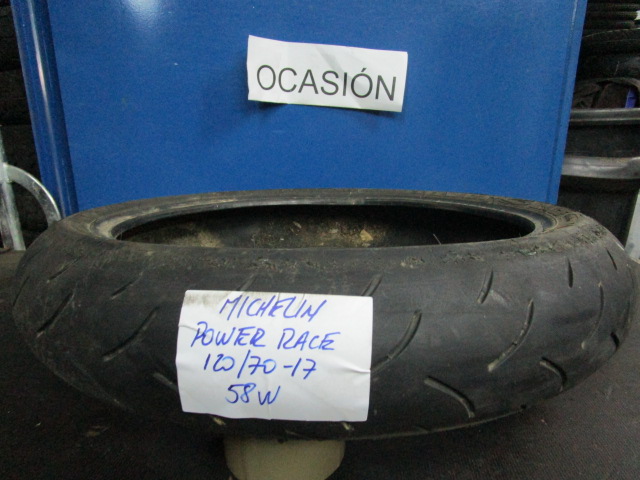 OCASIÓN
MICHELIN
POWER RACE
120/70-17
58W